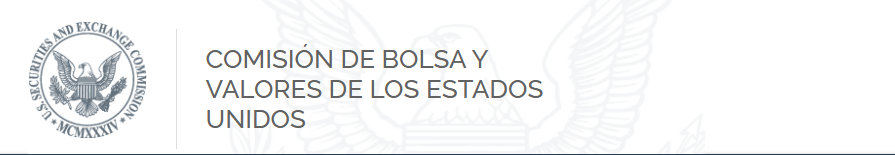 U.S. SECURITIES AND EXCHANGE COMMISSION
MCMXXXIV
COMISIÓN DE BOLSA Y
VALORES DE LOS ESTADOS
UNIDOS